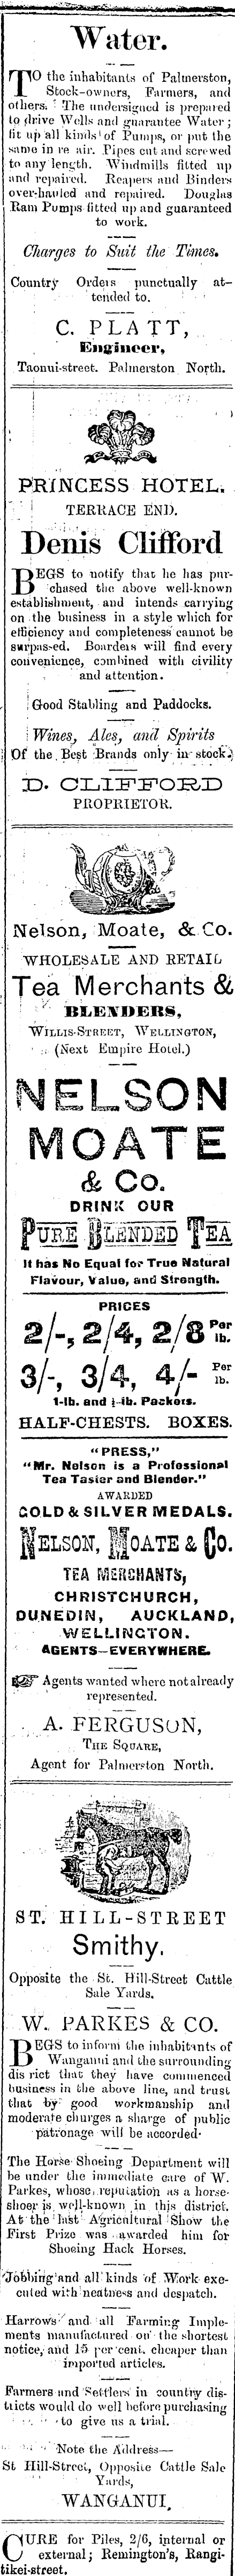 Water.
TO the inhabitants of Palmerston,
Stock-owners, Farmers, and
others. The undersigned is prepared
to drive Wells and guarantee Water;
fit up all kinds of Pumps, or put the
same in re air. Pipes cut and screwed
to any length. Windmills fitted up
and repaired. Reapers and Binders
over-hauled and repaired. Douglas
Ram Pumps fitted up and guaranteed
to work.
Charges to Suit the Times.
Country Orders punctually at-
tended to.
C. PLATT,
Engineer,
Taonui-street. Palmerston North.
PRINCESS HOTEL.
TERRACE END.
Denis Clifford
BEGS to notify that he has pur-
chased the above well-known
establishment, and intends carrying
on the business in a style which for
efficiency and completeness cannot be
surpas-ed. Boarders will find every
convenience, combined with civility
and attention.
Good Stabling and Paddocks.
Wines, Ales, and Spirits
Of the Best Brands only in stock.
D. CLIFFORD
PROPRIETOR.
Nelson, Moate, & Co.
WHOLESALE AND RETAIL
Tea Merchants &
BLENDERS,
WILLIS-STREET, WELLINGTON,
(Next Empire Hotel.)
NELSON
MOATE
& Co.
DRINK OUR
PURE BLENDED TEA
It has No Equal for True Natural
Flavour, Value, and Strength.
PRICES
2/-, 2/4, 2/8 Per lb.
3/-, 3/4, 4/- Per lb.
1-lb. and ½-lb. Packets.
HALF-CHESTS. BOXES.
"PRESS,"
"Mr. Nelson is a Professional
Tea Taster and Blender."
AWARDED
GOLD & SILVER MEDALS.
NELSON, MOATE & CO.
TEA MERCHANTS,
CHRISTCHURCH,
DUNEDIN, AUCKLAND,
WELLINGTON.
AGENTS—EVERYWHERE.
☞ Agents wanted where not already
represented.
A. FERGUSON,
THE SQUARE,
Agent for Palmerston North.
ST. HILL-STREET
Smithy.
Opposite the St. Hill-Street Cattle
Sale Yards.
W. PARKES & CO.
BEGS to inform the inhabitants of
Wanganui and the surrounding
dis rict that they have commenced
business in the above line, and trust
that by good workmanship and
moderate charges a sharge of public
patronage will be accorded.
The Horse Shoeing Department will
be under the immediate care of W.
Parkes, whose reputation as a horse-
shoer is well-known in this district.
At the last Agricultural Show the
First Prize was awarded him for
Shoeing Hack Horses.
Jobbing and all kinds of Work exe-
cuted with neatness and despatch.
Harrows and all Farming Imple-
ments manufactured on the shortest
notice, and 15 per cent. cheaper than
imported articles.
Farmers and Settlers in country dis-
tricts would do well before purchasing
to give us a trial.
Note the Address—
St Hill-Street, Opposite Cattle Sale
Yards,
WANGANUI.
CURE for Piles, 2/6, internal or
external; Remington's, Rangi-
tikei-street.